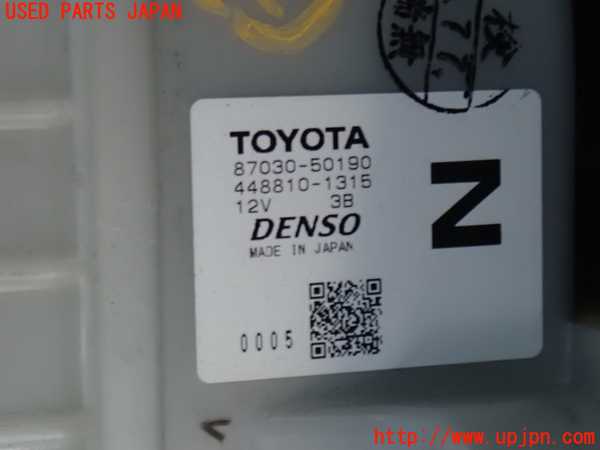 USED PARTS JAPAN
TOYOTA
87030-50190
448810-1315
12V 3B
DENSO
MADE IN JAPAN
N
0005
http://www.upjpn.com/